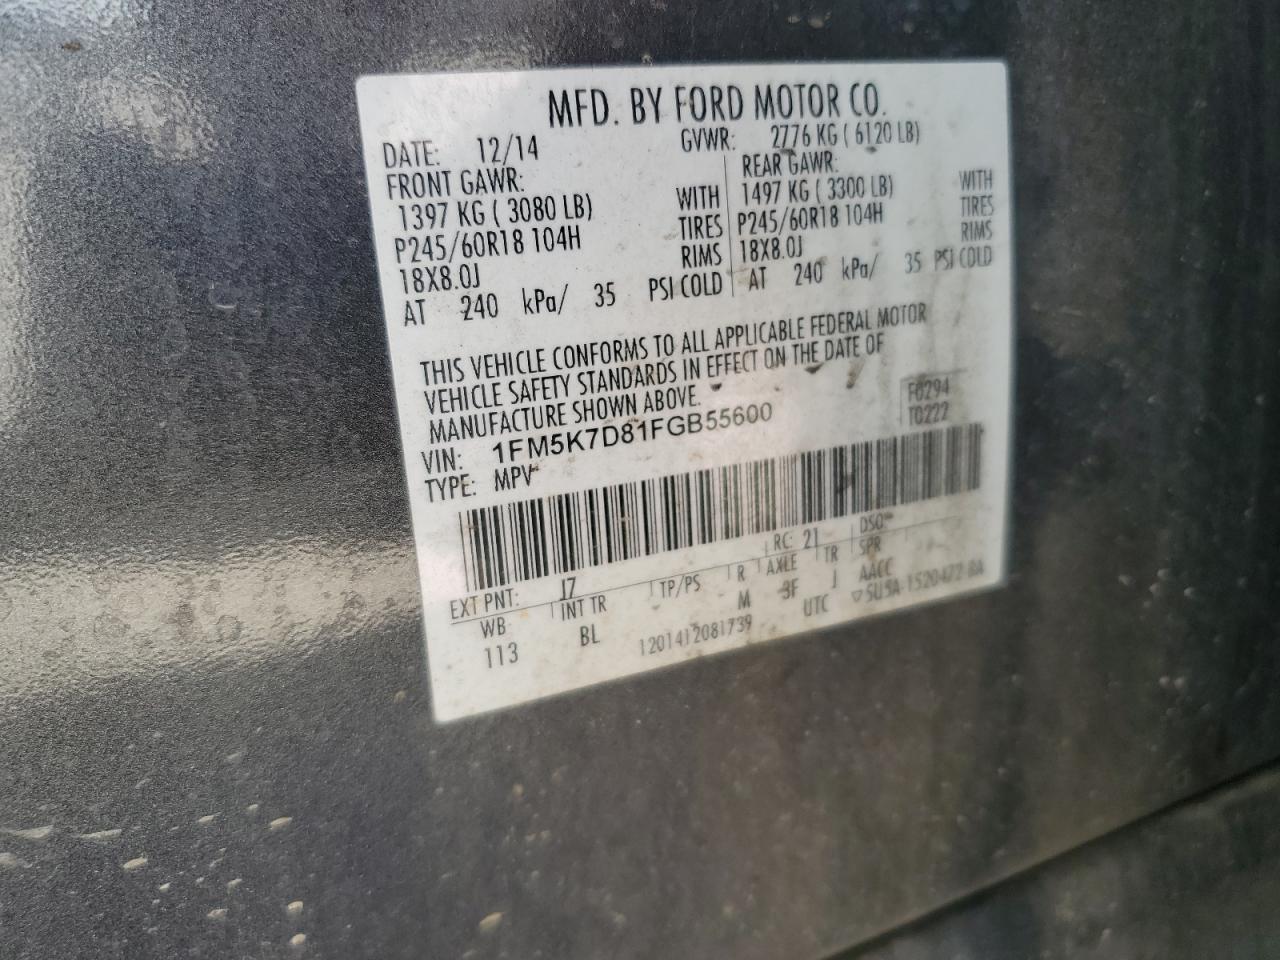 MFD. BY FORD MOTOR CO.
DATE: 12/14 GVWR: 2776 KG ( 6120 LB)
FRONT GAWR: REAR GAWR:
1397 KG ( 3080 LB) WITH 1497 KG ( 3300 LB) WITH
P245/60R18 104H TIRES P245/60R18 104H TIRES
18X8.0J RIMS 18X8.0J RIMS
AT 240 kPa/ 35 PSI COLD AT 240 kPa/ 35 PSI COLD
THIS VEHICLE CONFORMS TO ALL APPLICABLE FEDERAL MOTOR
VEHICLE SAFETY STANDARDS IN EFFECT ON THE DATE OF
MANUFACTURE SHOWN ABOVE.
VIN: 1FM5K7D81FGB55600
F0294
T0222
TYPE: MPV
EXT PNT: J7 RC: 21 DSO:
WB INT TR TP/PS R AXLE TR SPR
113 BL M 3F J AACC
1201412081739 UTC